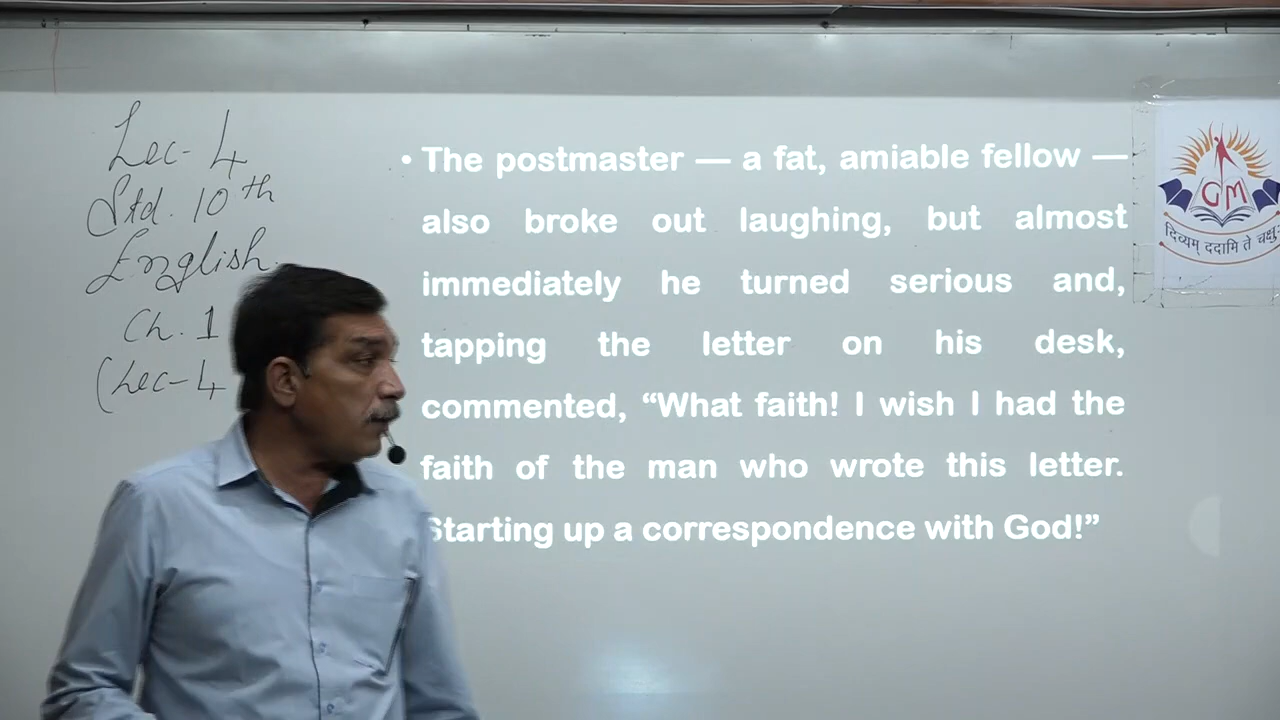 Lec- 4
Std. 10th
English
Ch. 1
(Lec- 4
• The postmaster — a fat, amiable fellow —
also broke out laughing, but almost
immediately he turned serious and,
tapping the letter on his desk,
commented, “What faith! I wish I had the
faith of the man who wrote this letter.
Starting up a correspondence with God!”
GM
दिव्यम् ददामि ते चक्षुः